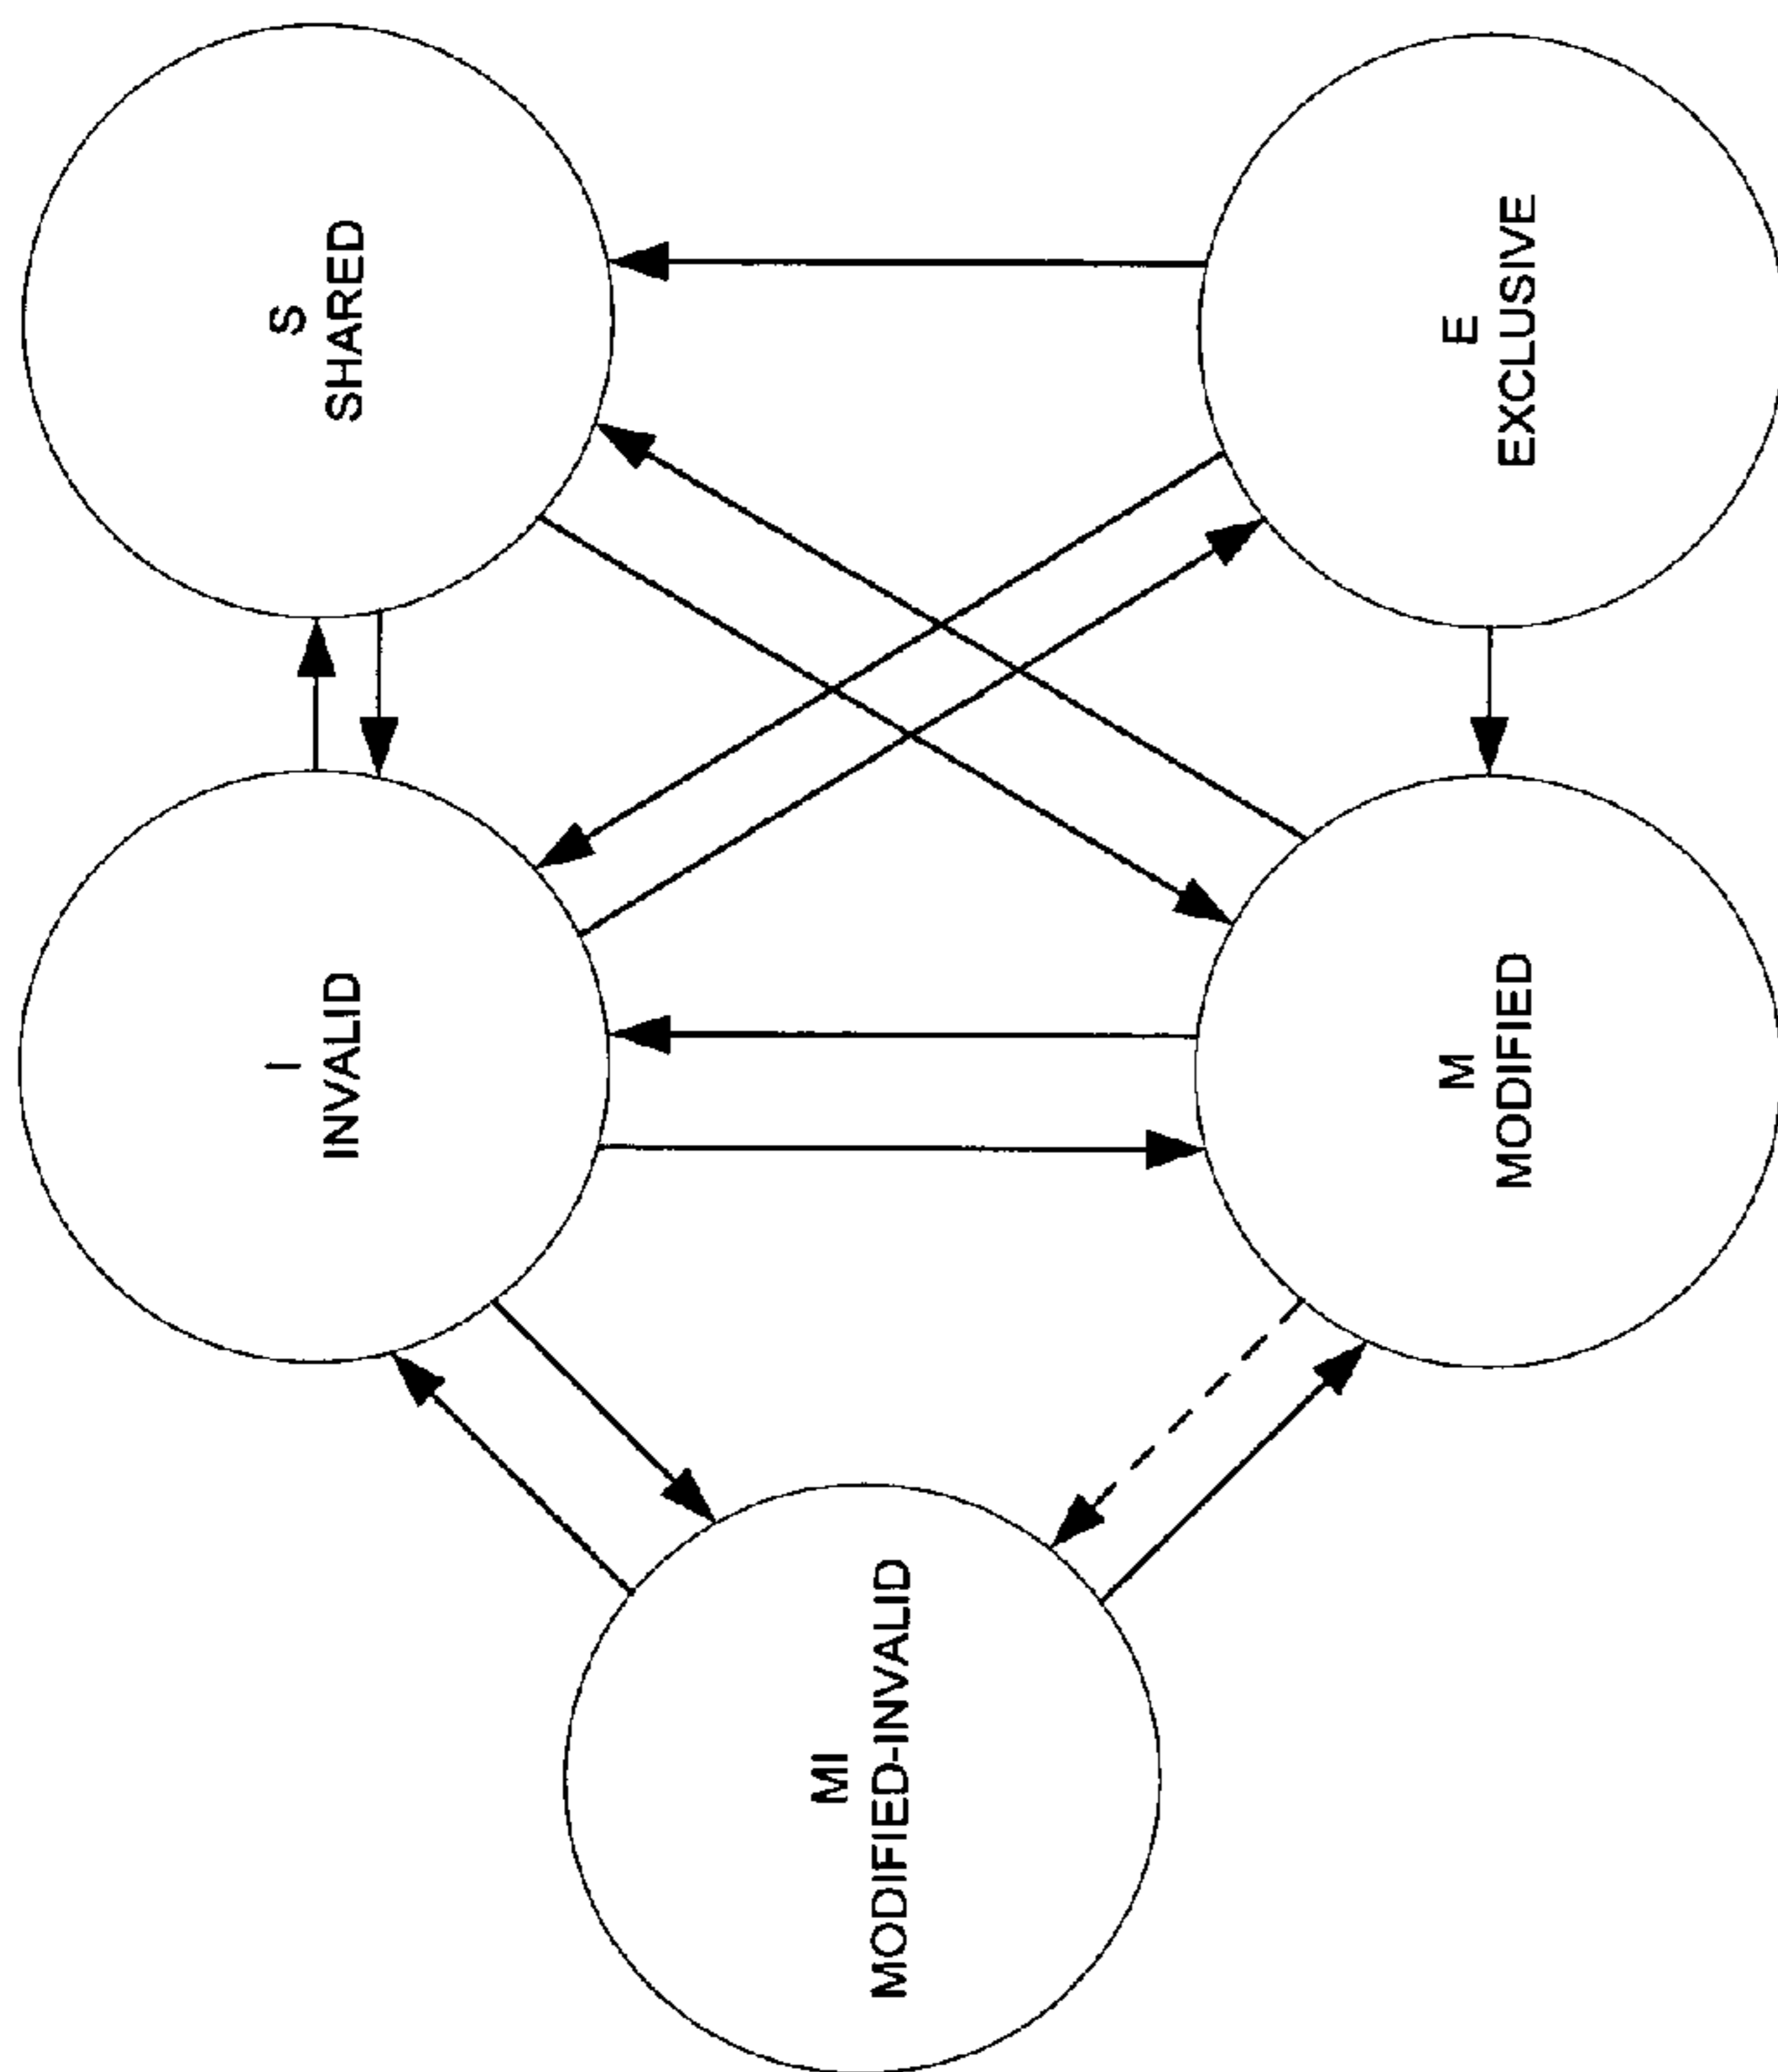 S
SHARED
E
EXCLUSIVE
I
INVALID
M
MODIFIED
MI
MODIFIED-INVALID